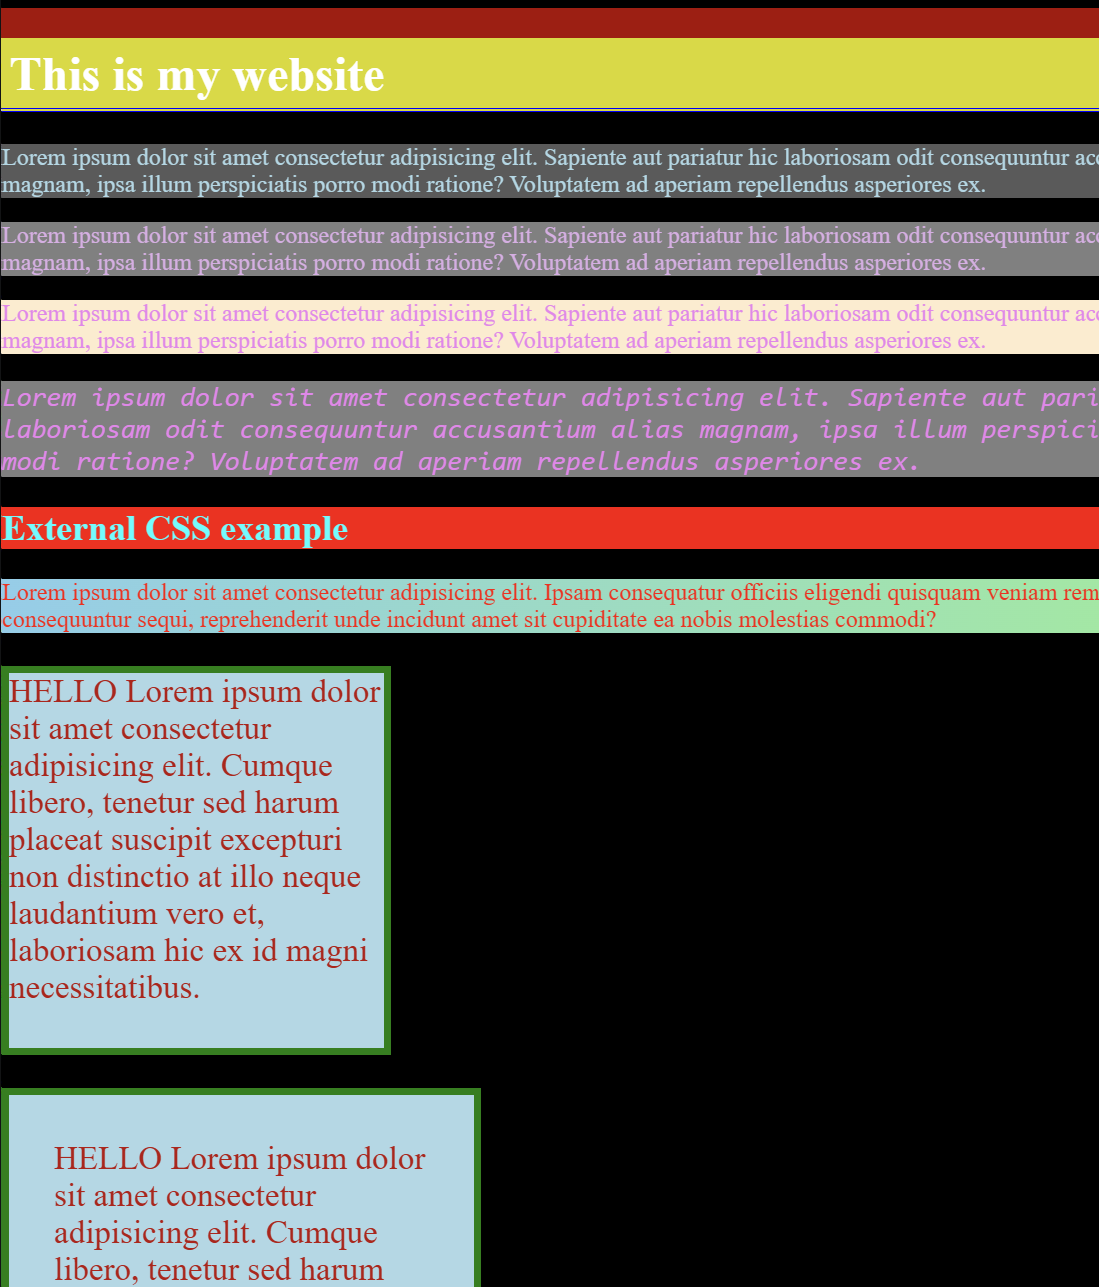 This is my website
Lorem ipsum dolor sit amet consectetur adipisicing elit. Sapiente aut pariatur hic laboriosam odit consequuntur
magnam, ipsa illum perspiciatis porro modi ratione? Voluptatem ad aperiam repellendus asperiores ex.
Lorem ipsum dolor sit amet consectetur adipisicing elit. Sapiente aut pariatur hic laboriosam odit consequuntur
magnam, ipsa illum perspiciatis porro modi ratione? Voluptatem ad aperiam repellendus asperiores ex.
Lorem ipsum dolor sit amet consectetur adipisicing elit. Sapiente aut pariatur hic laboriosam odit consequuntur
magnam, ipsa illum perspiciatis porro modi ratione? Voluptatem ad aperiam repellendus asperiores ex.
Lorem ipsum dolor sit amet consectetur adipisicing elit. Sapiente aut
laboriosam odit consequuntur accusantium alias magnam, ipsa illum
modi ratione? Voluptatem ad aperiam repellendus asperiores ex.
External CSS example
Lorem ipsum dolor sit amet consectetur adipisicing elit. Ipsam consequatur officiis eligendi quisquam veniam rem
consequuntur sequi, reprehenderit unde incidunt amet sit cupiditate ea nobis molestias commodi?
HELLO Lorem ipsum dolor
sit amet consectetur
adipisicing elit. Cumque
libero, tenetur sed harum
placeat suscipit excepturi
non distinctio at illo neque
laudantium vero et,
laboriosam hic ex id magni
necessitatibus.
HELLO Lorem ipsum dolor
sit amet consectetur
adipisicing elit. Cumque
libero, tenetur sed harum